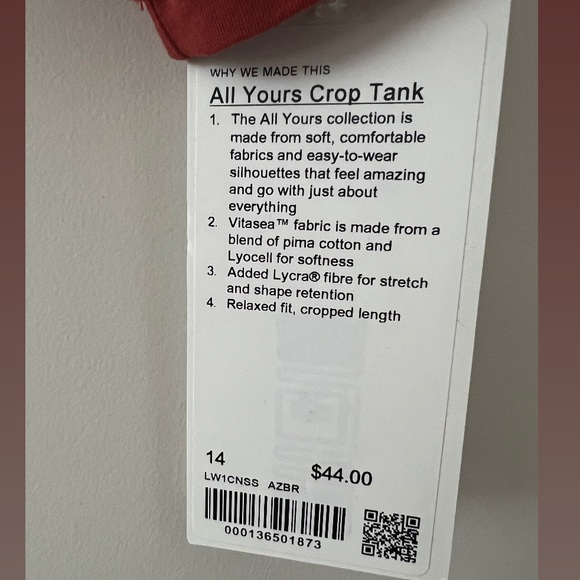 WHY WE MADE THIS
All Yours Crop Tank
1. The All Yours collection is
made from soft, comfortable
fabrics and easy-to-wear
silhouettes that feel amazing
and go with just about
everything
2. Vitasea™ fabric is made from a
blend of pima cotton and
Lyocell for softness
3. Added Lycra® fibre for stretch
and shape retention
4. Relaxed fit, cropped length
14 $44.00
LW1CNSS AZBR
000136501873